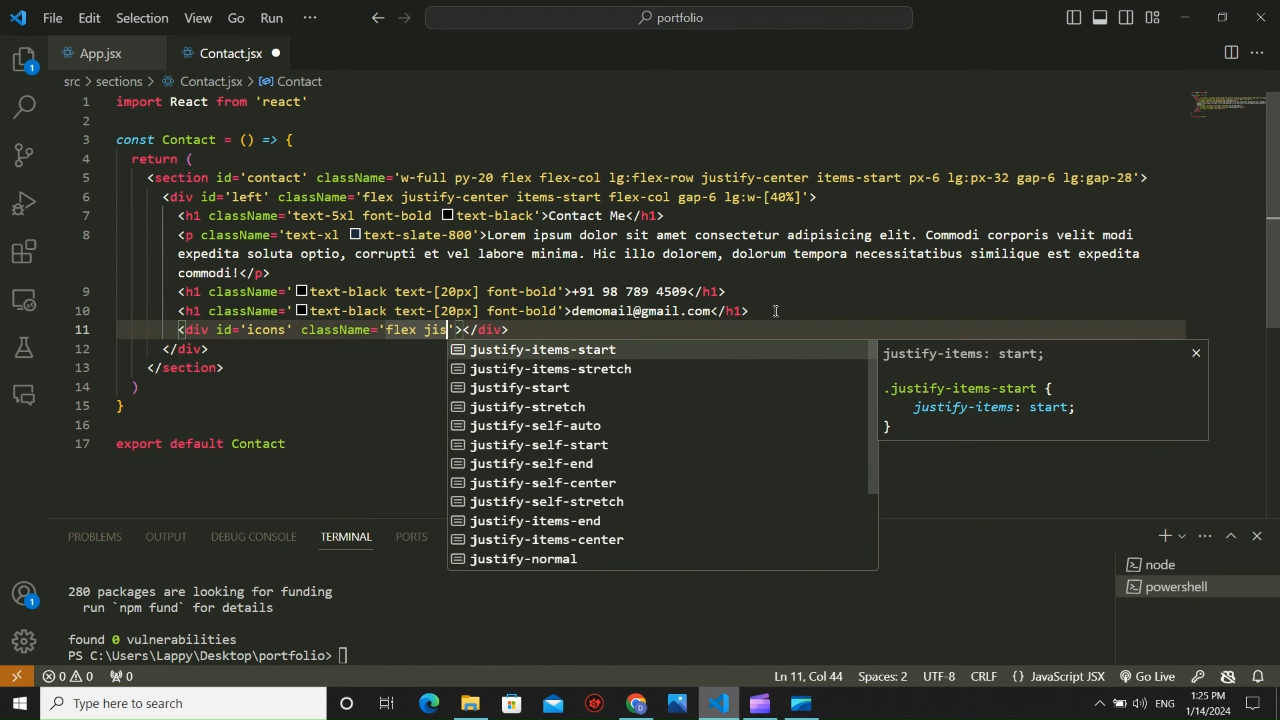 File Edit Selection View Go Run ··· portfolio
App.jsx Contact.jsx
src > sections > Contact.jsx > Contact
1 import React from 'react'
2
3 const Contact = () => {
4 return (
5 <section id='contact' className='w-full py-20 flex flex-col lg:flex-row justify-center items-start px-6 lg:px-32 gap-6 lg:gap-28'>
6 <div id='left' className='flex justify-center items-start flex-col gap-6 lg:w-[40%]'>
7 <h1 className='text-5xl font-bold text-black'>Contact Me</h1>
8 <p className='text-xl text-slate-800'>Lorem ipsum dolor sit amet consectetur adipisicing elit. Commodi corporis velit modi
expedita soluta optio, corrupti et vel labore minima. Hic illo dolorem, dolorum tempora necessitatibus similique est expedita
commodi!</p>
9 <h1 className='text-black text-[20px] font-bold'>+91 98 789 4509</h1>
10 <h1 className='text-black text-[20px] font-bold'>demomail@gmail.com</h1>
11 <div id='icons' className='flex jis'></div>
12 </div>
13 </section>
14 )
15 }
16
17 export default Contact
justify-items-start
justify-items-stretch
justify-start
justify-stretch
justify-self-auto
justify-self-start
justify-self-end
justify-self-center
justify-self-stretch
justify-items-end
justify-items-center
justify-normal
justify-items: start;
.justify-items-start {
justify-items: start;
}
PROBLEMS OUTPUT DEBUG CONSOLE TERMINAL PORTS
280 packages are looking for funding
run `npm fund` for details
found 0 vulnerabilities
PS C:\Users\Lappy\Desktop\portfolio>
node
powershell
1
1
0 0 0 Ln 11, Col 44 Spaces: 2 UTF-8 CRLF {} JavaScript JSX Go Live
Type here to search
ENG
1:25 PM
1/14/2024